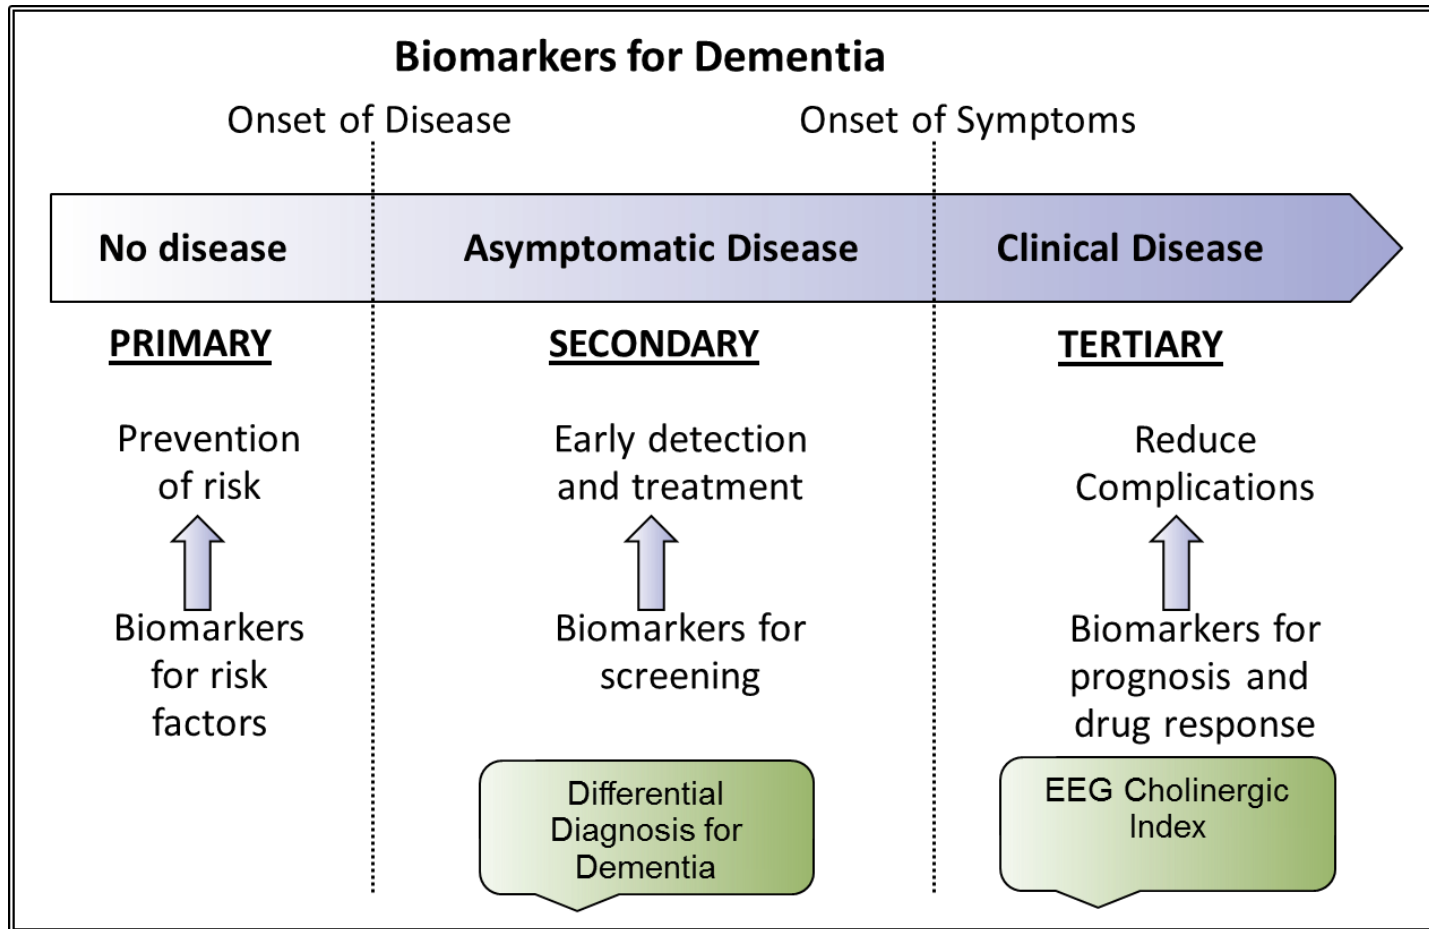 Biomarkers for Dementia
Onset of Disease
Onset of Symptoms
No disease
Asymptomatic Disease
Clinical Disease
PRIMARY
SECONDARY
TERTIARY
Prevention
of risk
Early detection
and treatment
Reduce
Complications
Biomarkers
for risk
factors
Biomarkers for
screening
Biomarkers for
prognosis and
drug response
Differential
Diagnosis for
Dementia
EEG Cholinergic
Index